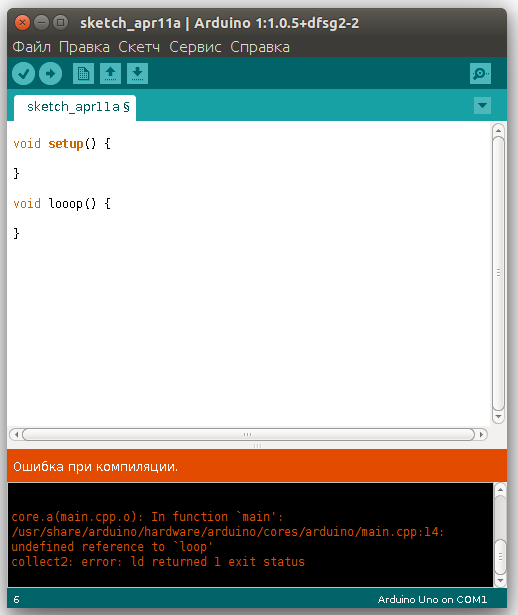 sketch_apr11a | Arduino 1:1.0.5+dfsg2-2
Файл Правка Скетч Сервис Справка
sketch_apr11a §
void setup() {
}
void looop() {
}
Ошибка при компиляции.
core.a(main.cpp.o): In function `main':
/usr/share/arduino/hardware/arduino/cores/arduino/main.cpp:14:
undefined reference to `loop'
collect2: error: ld returned 1 exit status
6 Arduino Uno on COM1